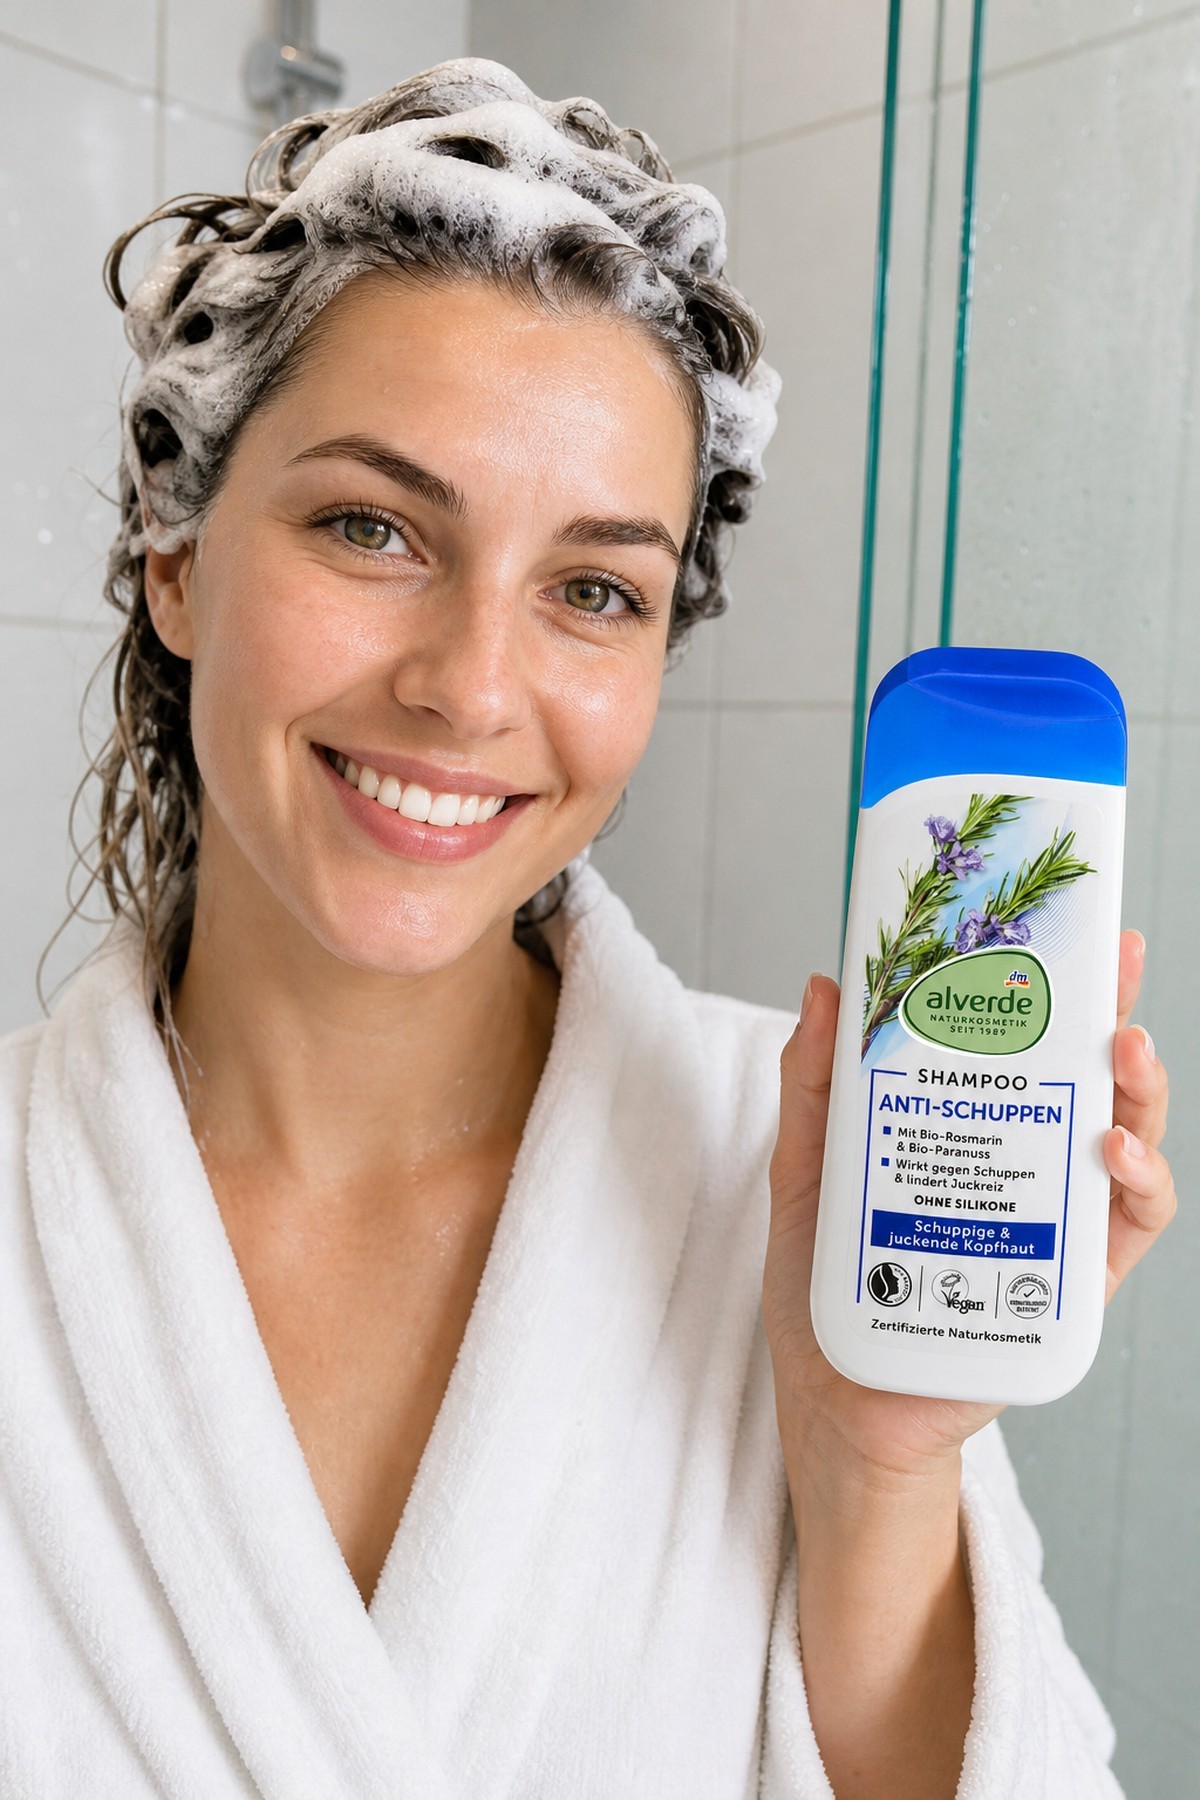 dm
alverde
NATURKOSMETIK
SEIT 1989
SHAMPOO
ANTI-SCHUPPEN
Mit Bio-Rosmarin
& Bio-Paranuss
Wirkt gegen Schuppen
& lindert Juckreiz
OHNE SILIKONE
Schuppige &
juckende Kopfhaut
Vegan
Zertifizierte Naturkosmetik